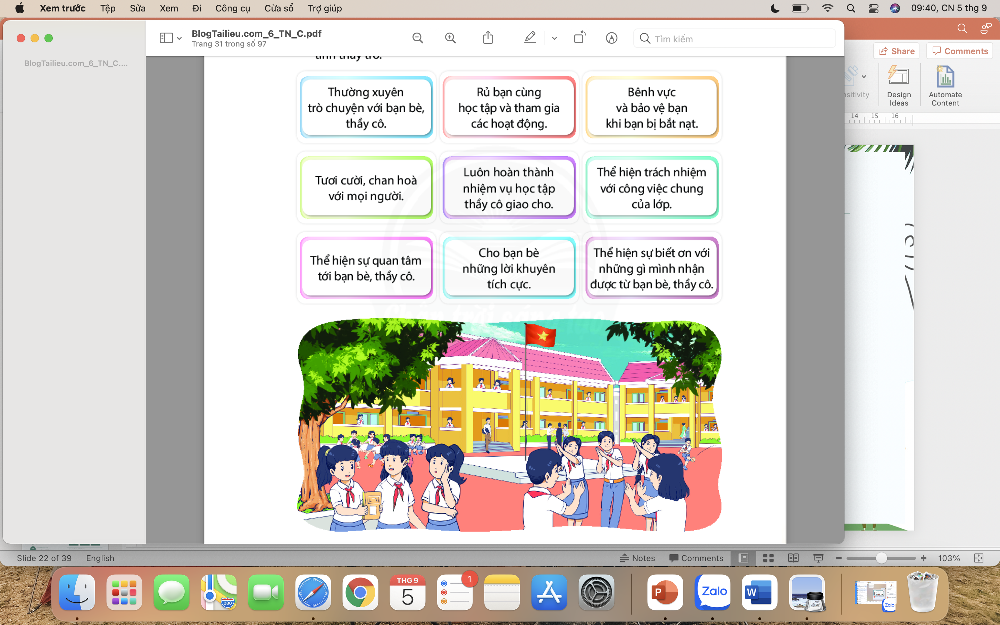 Xem trước Tệp Sửa Xem Đi Công cụ Cửa sổ Trợ giúp
09:40, CN 5 thg 9
BlogTailieu.com_6_TN_C.pdf
Trang 31 trong số 97
Tìm kiếm
BlogTailieu.com_6_TN_C....
Share
Comments
Design
Ideas
Automate
Content
14 15 16
Thường xuyên
trò chuyện với bạn bè,
thầy cô.
Rủ bạn cùng
học tập và tham gia
các hoạt động.
Bênh vực
và bảo vệ bạn
khi bạn bị bắt nạt.
Tươi cười, chan hoà
với mọi người.
Luôn hoàn thành
nhiệm vụ học tập
thầy cô giao cho.
Thể hiện trách nhiệm
với công việc chung
của lớp.
Thể hiện sự quan tâm
tới bạn bè, thầy cô.
Cho bạn bè
những lời khuyên
tích cực.
Thể hiện sự biết ơn với
những gì mình nhận
được từ bạn bè, thầy cô.
Chân trời sáng tạo
Slide 22 of 39 English
Notes Comments 103%
280
THG 9
5
1
P
Zalo
W
Zalo